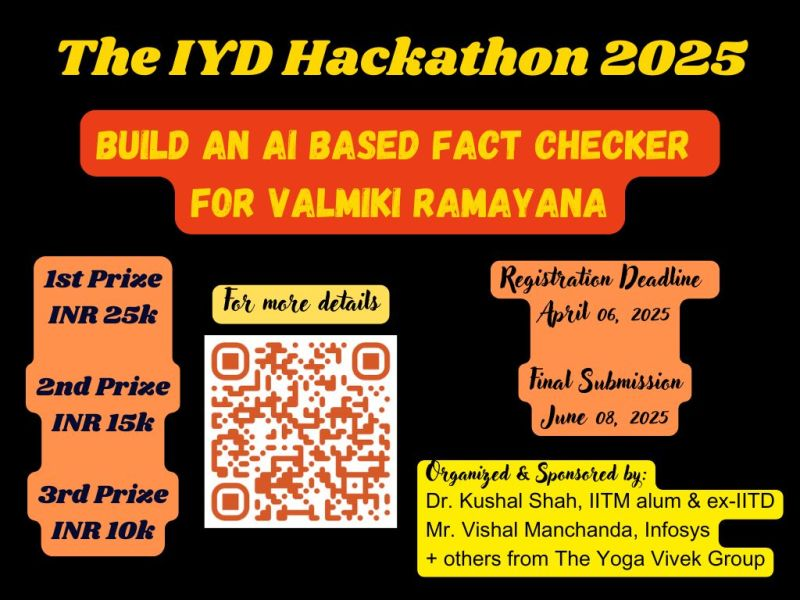 The IYD Hackathon 2025
BUILD AN AI BASED FACT CHECKER
FOR VALMIKI RAMAYANA
1st Prize
INR 25k
2nd Prize
INR 15k
3rd Prize
INR 10k
For more details
Registration Deadline
April 06, 2025
Final Submission
June 08, 2025
Organized & Sponsored by:
Dr. Kushal Shah, IITM alum & ex-IITD
Mr. Vishal Manchanda, Infosys
+ others from The Yoga Vivek Group